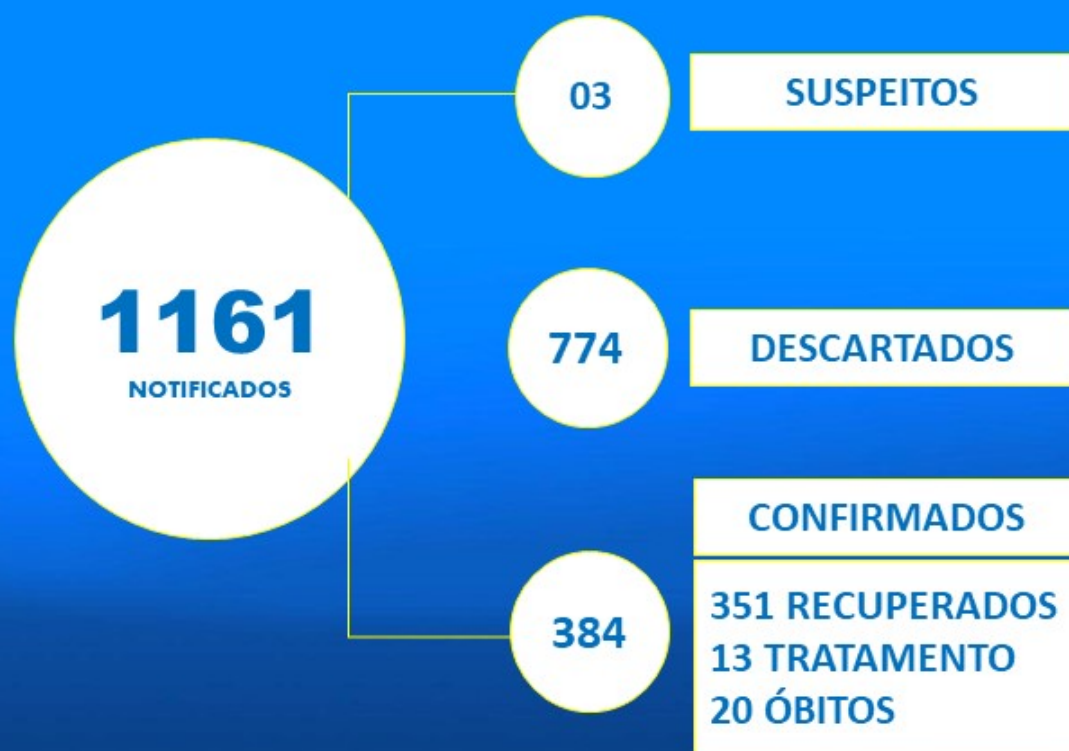 1161
NOTIFICADOS
03
SUSPEITOS
774
DESCARTADOS
384
CONFIRMADOS
351 RECUPERADOS
13 TRATAMENTO
20 ÓBITOS